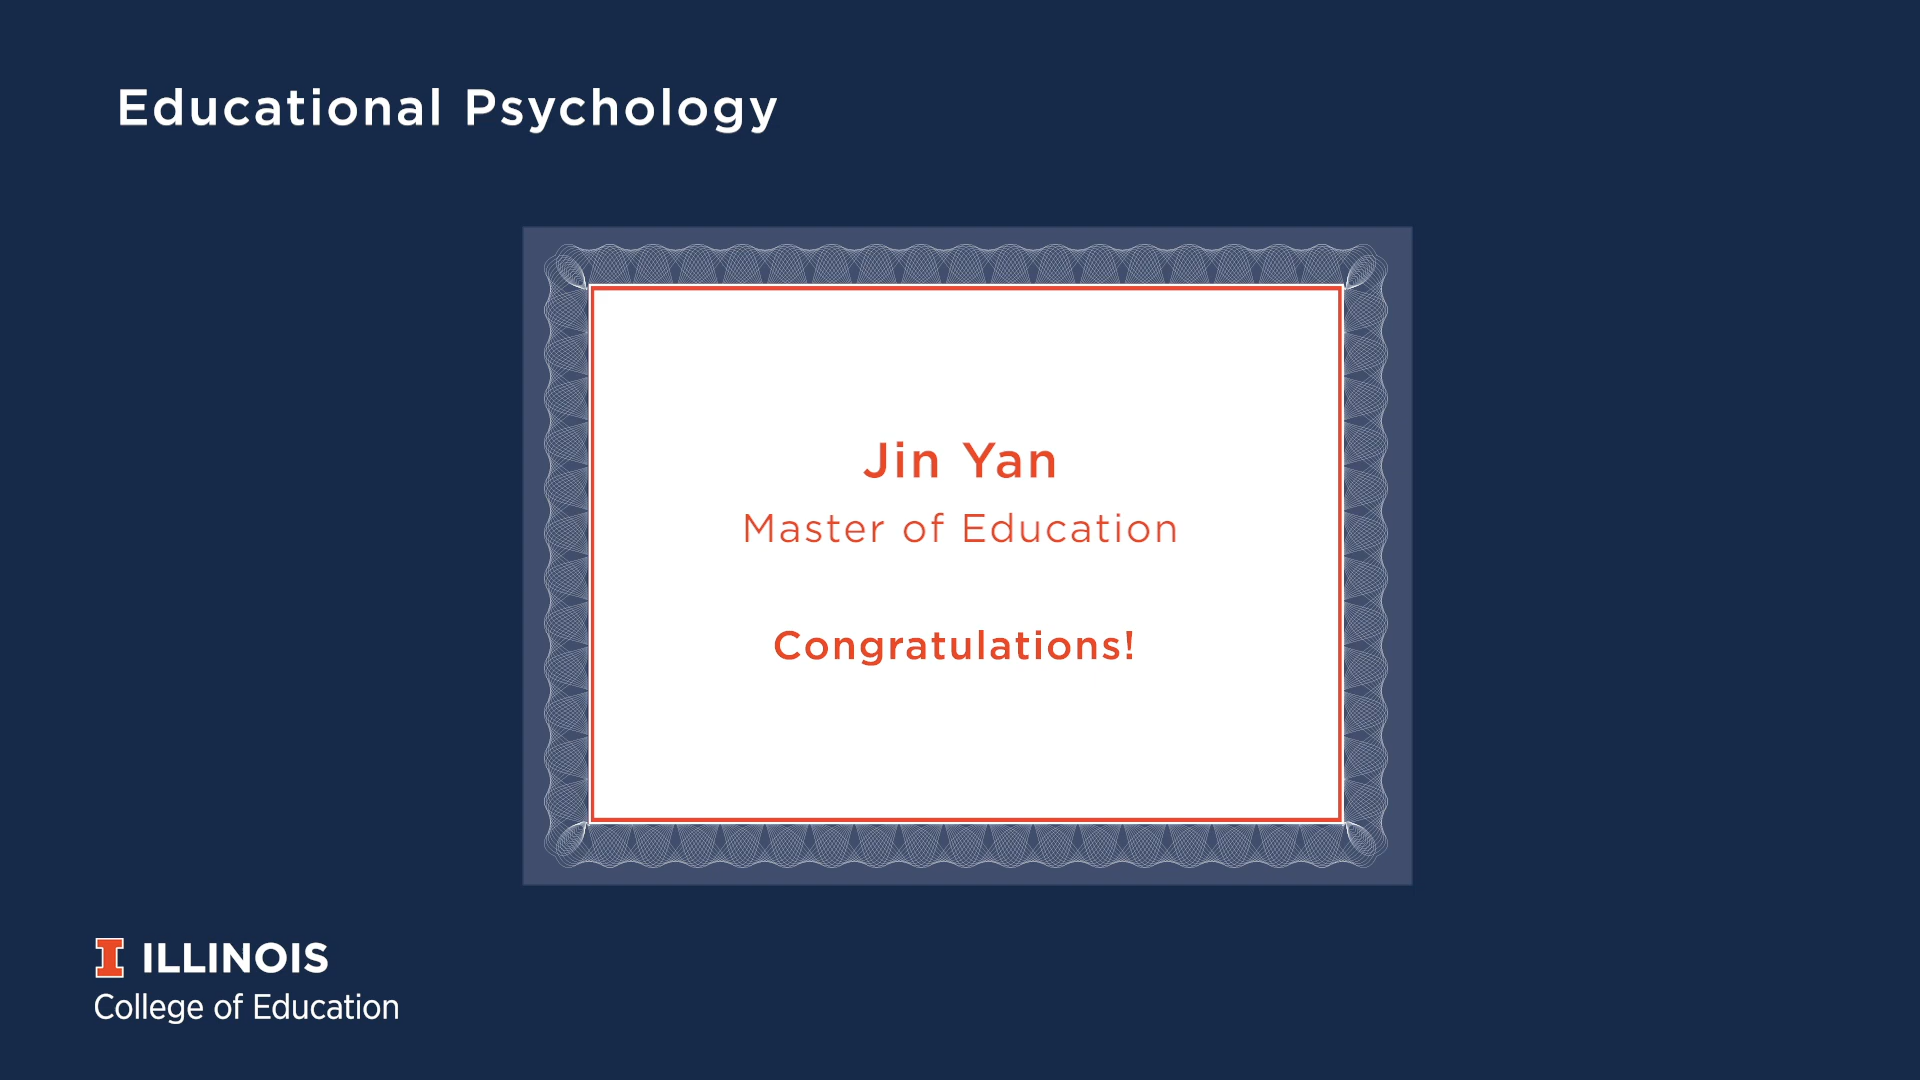 Educational Psychology
Jin Yan
Master of Education
Congratulations!
I ILLINOIS
College of Education